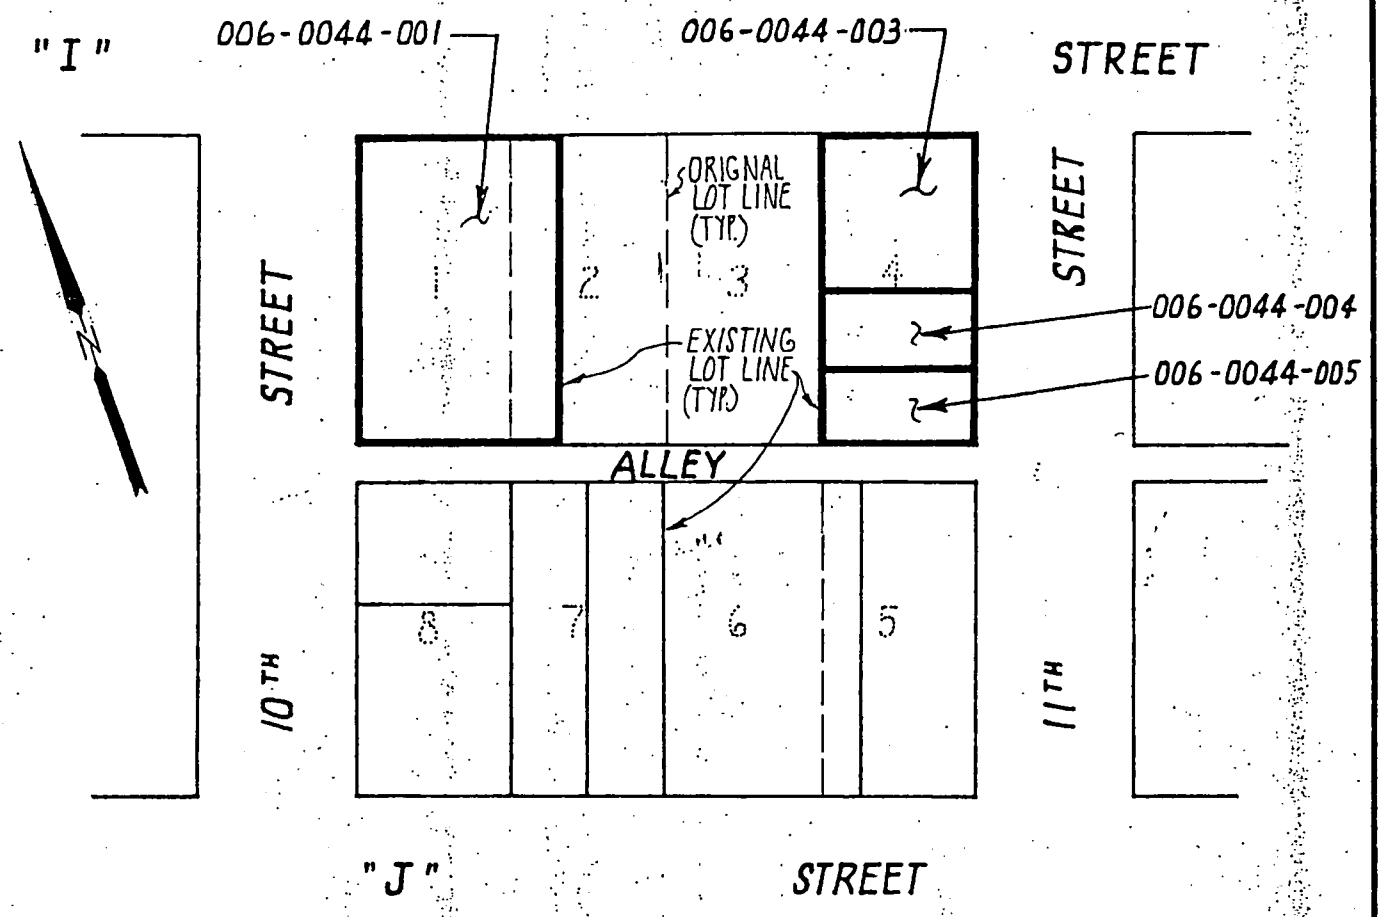 "I"
006-0044-001
006-0044-003
STREET
ORIGNAL
LOT LINE
(TYP.)
STREET
1
2
3
4
STREET
006-0044-004
EXISTING
LOT LINE
(TYP.)
006-0044-005
ALLEY
8
7
6
5
10TH
11TH
"J"
STREET